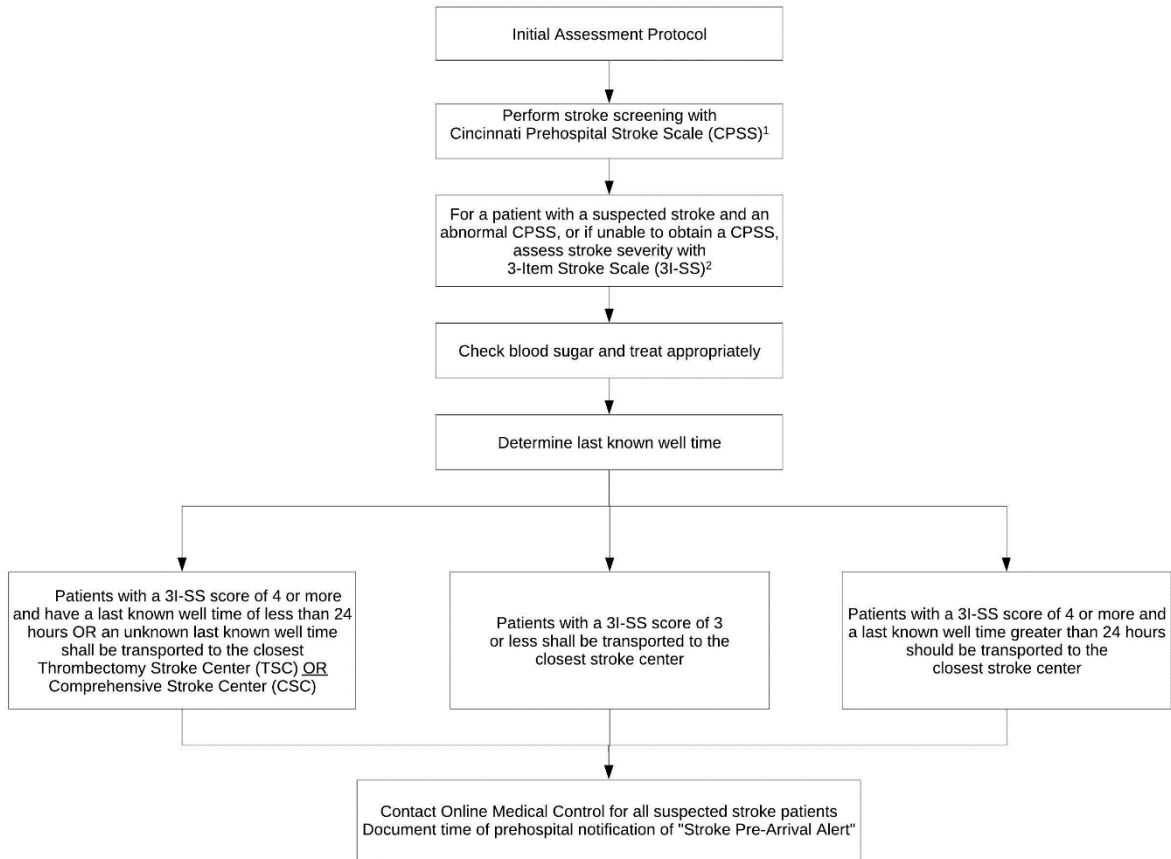 Initial Assessment Protocol
Perform stroke screening with
Cincinnati Prehospital Stroke Scale (CPSS)¹
For a patient with a suspected stroke and an
abnormal CPSS, or if unable to obtain a CPSS,
assess stroke severity with
3-Item Stroke Scale (3I-SS)²
Check blood sugar and treat appropriately
Determine last known well time
Patients with a 3I-SS score of 4 or more
and have a last known well time of less than 24
hours OR an unknown last known well time
shall be transported to the closest
Thrombectomy Stroke Center (TSC) OR
Comprehensive Stroke Center (CSC)
Patients with a 3I-SS score of 3
or less shall be transported to the
closest stroke center
Patients with a 3I-SS score of 4 or more and
a last known well time greater than 24 hours
should be transported to the
closest stroke center
Contact Online Medical Control for all suspected stroke patients
Document time of prehospital notification of "Stroke Pre-Arrival Alert"